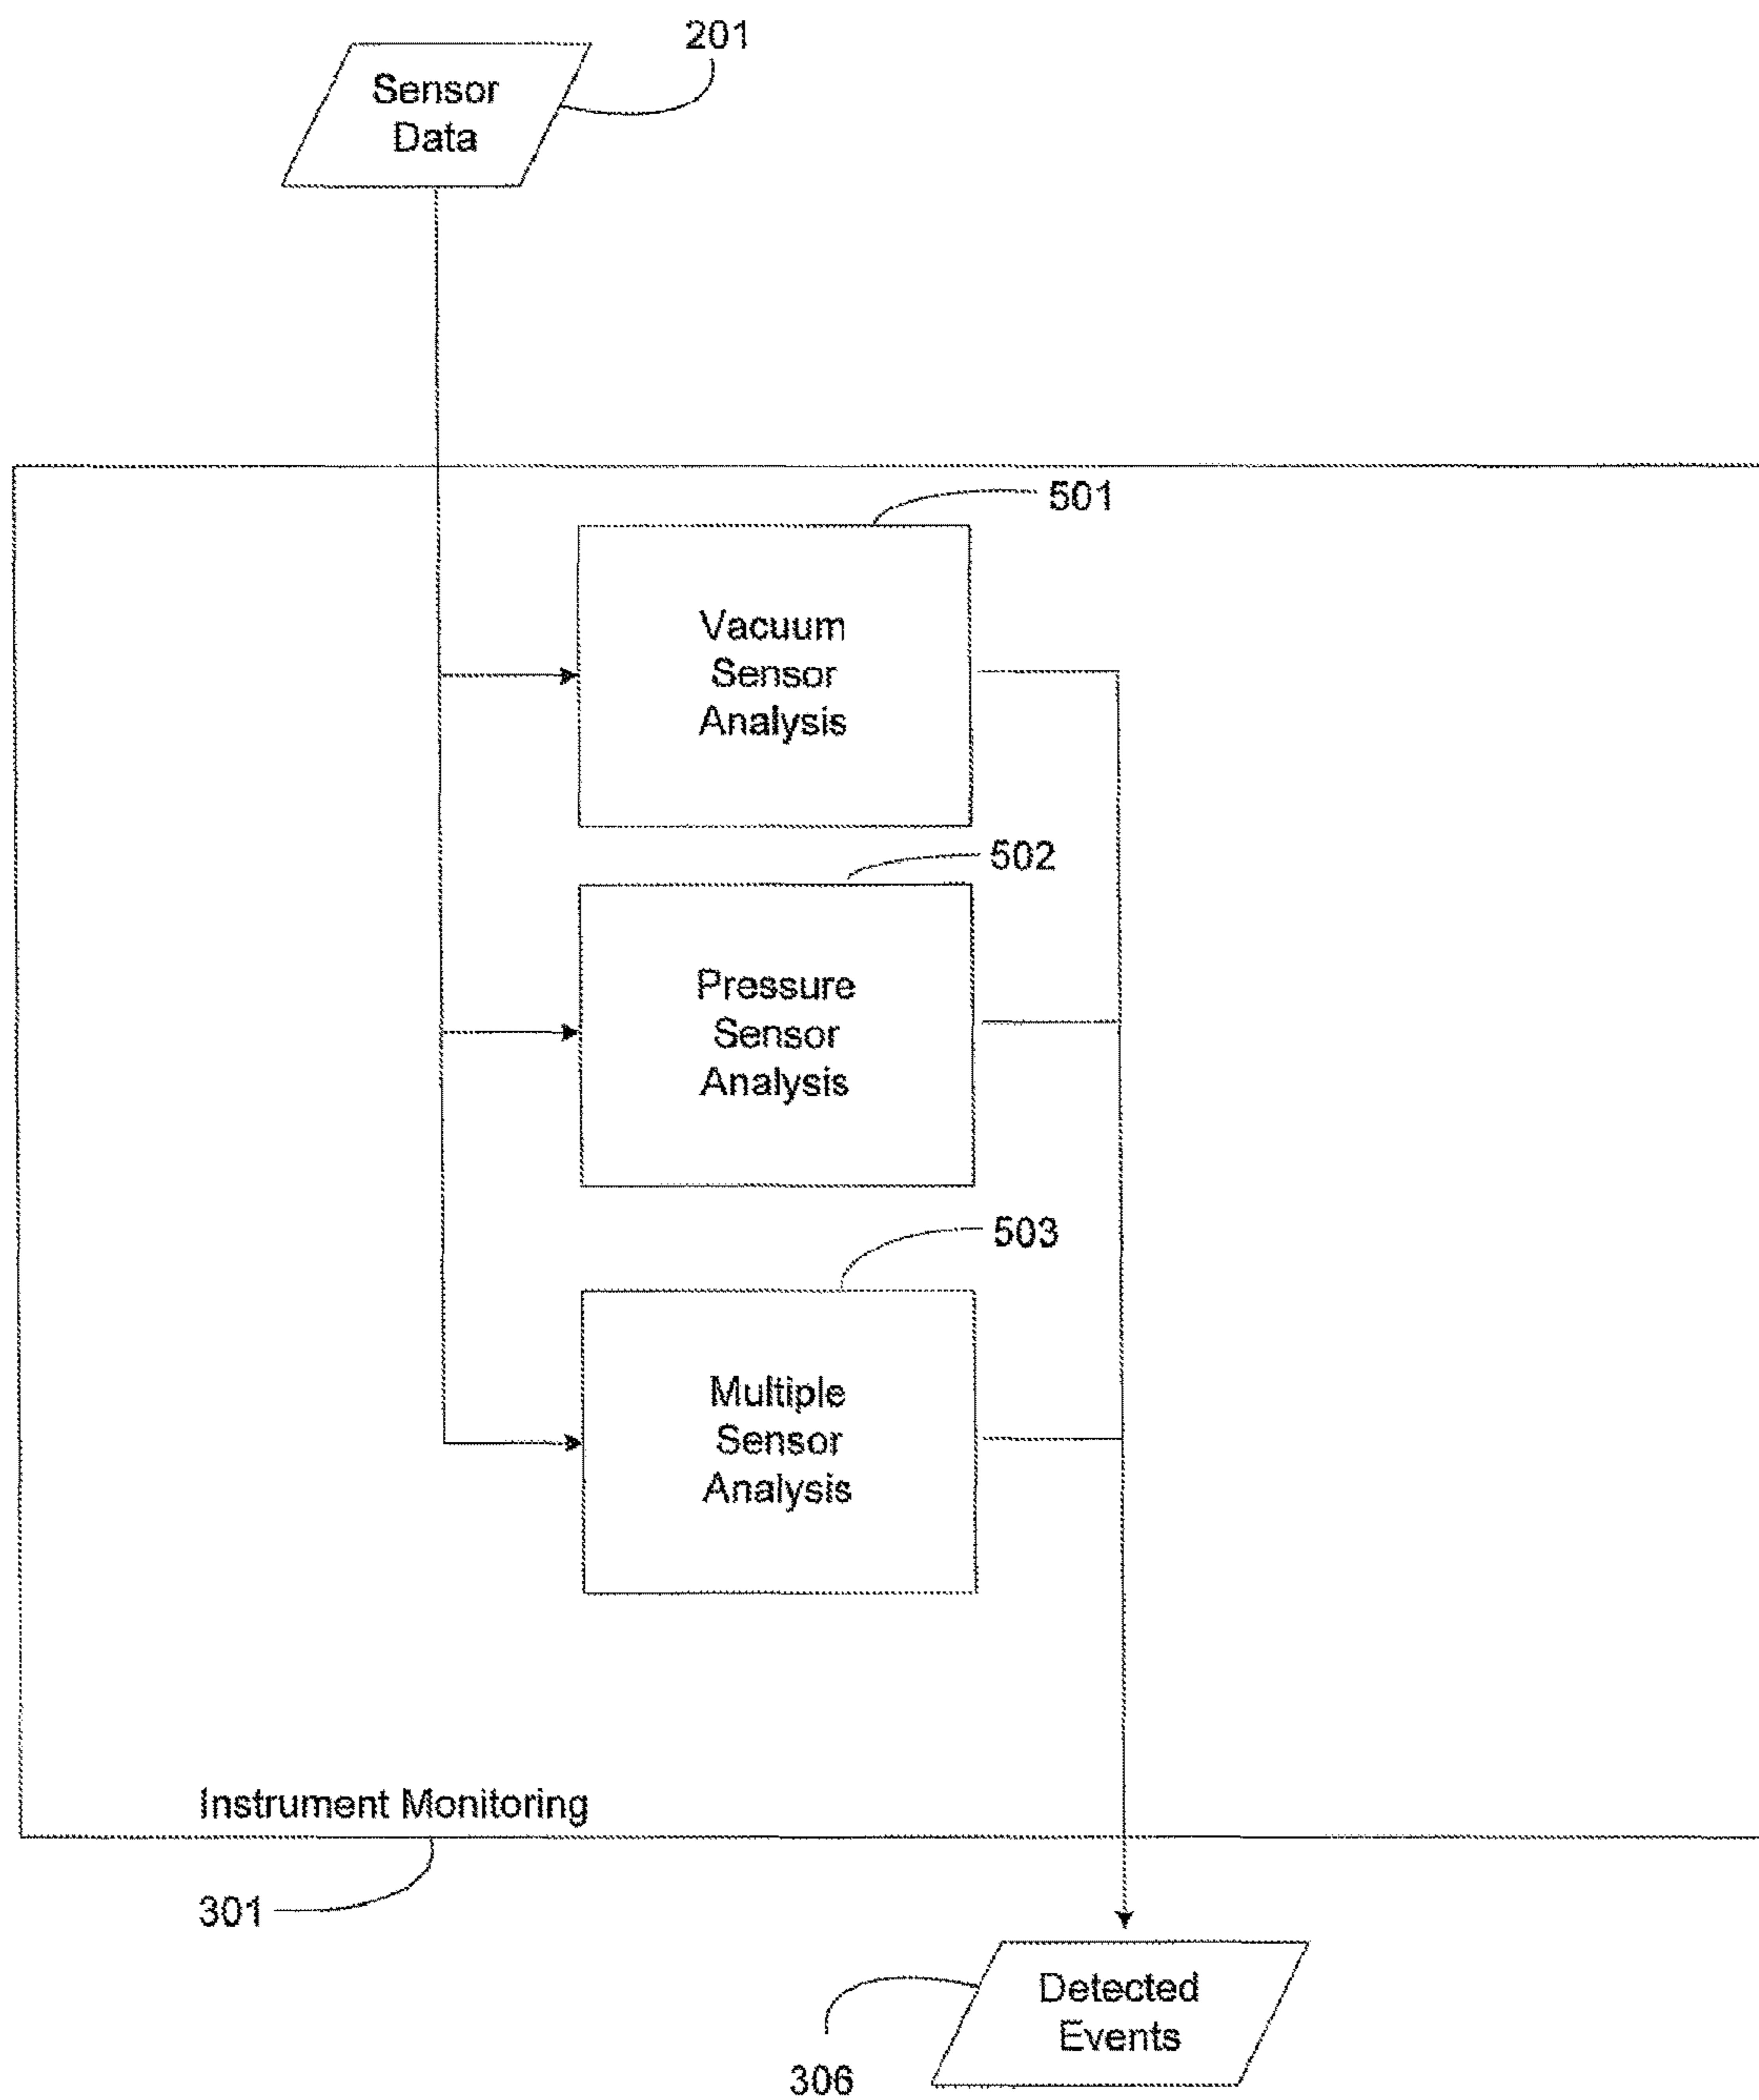 201
Sensor
Data
501
Vacuum
Sensor
Analysis
502
Pressure
Sensor
Analysis
503
Multiple
Sensor
Analysis
Instrument Monitoring
301
Detected
Events
306